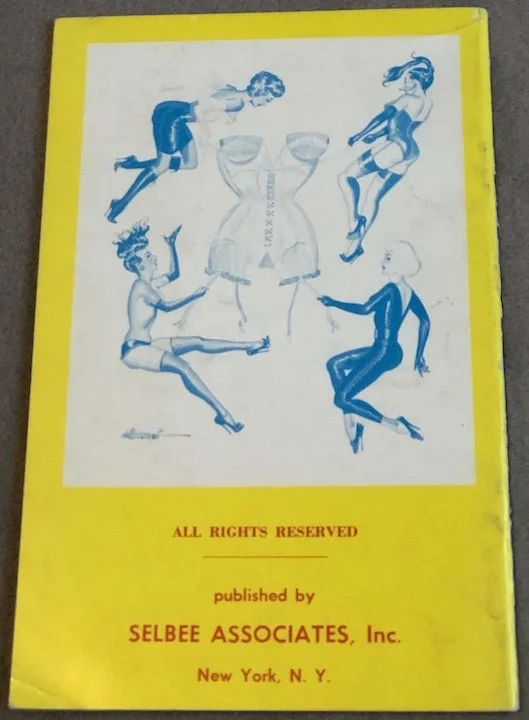 ALL RIGHTS RESERVED
published by
SELBEE ASSOCIATES, Inc.
New York, N. Y.